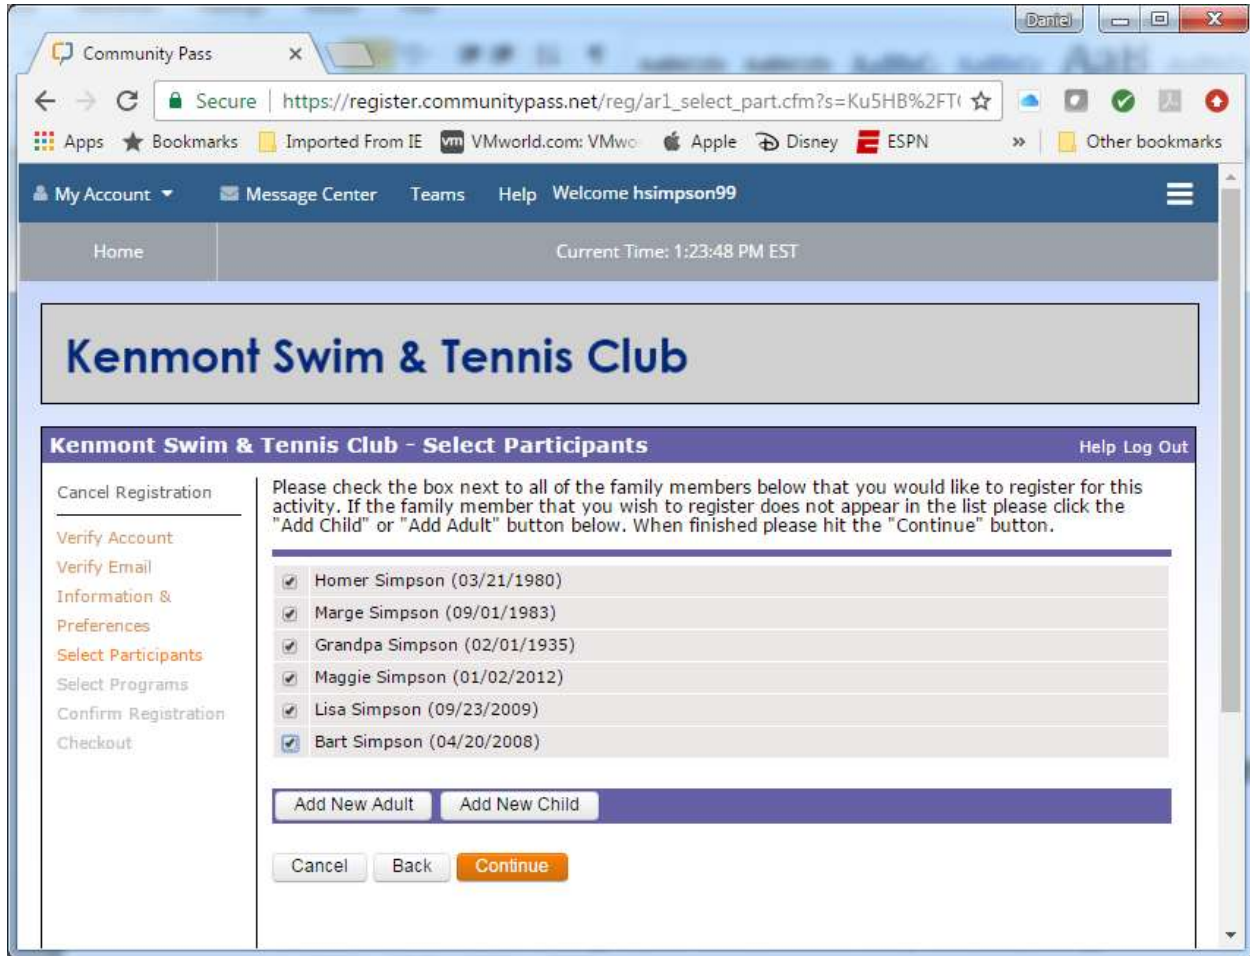 Daniel
Community Pass
Secure https://register.communitypass.net/reg/ar1_select_part.cfm?s=Ku5HB%2FT
Apps Bookmarks Imported From IE vm VMworld.com: VMwo Apple Disney ESPN » Other bookmarks
My Account Message Center Teams Help Welcome hsimpson99
Home Current Time: 1:23:48 PM EST
Kenmont Swim & Tennis Club
Kenmont Swim & Tennis Club - Select Participants Help Log Out
Cancel Registration
Verify Account
Verify Email
Information &
Preferences
Select Participants
Select Programs
Confirm Registration
Checkout
Please check the box next to all of the family members below that you would like to register for this
activity. If the family member that you wish to register does not appear in the list please click the
"Add Child" or "Add Adult" button below. When finished please hit the "Continue" button.
Homer Simpson (03/21/1980)
Marge Simpson (09/01/1983)
Grandpa Simpson (02/01/1935)
Maggie Simpson (01/02/2012)
Lisa Simpson (09/23/2009)
Bart Simpson (04/20/2008)
Add New Adult Add New Child
Cancel Back Continue